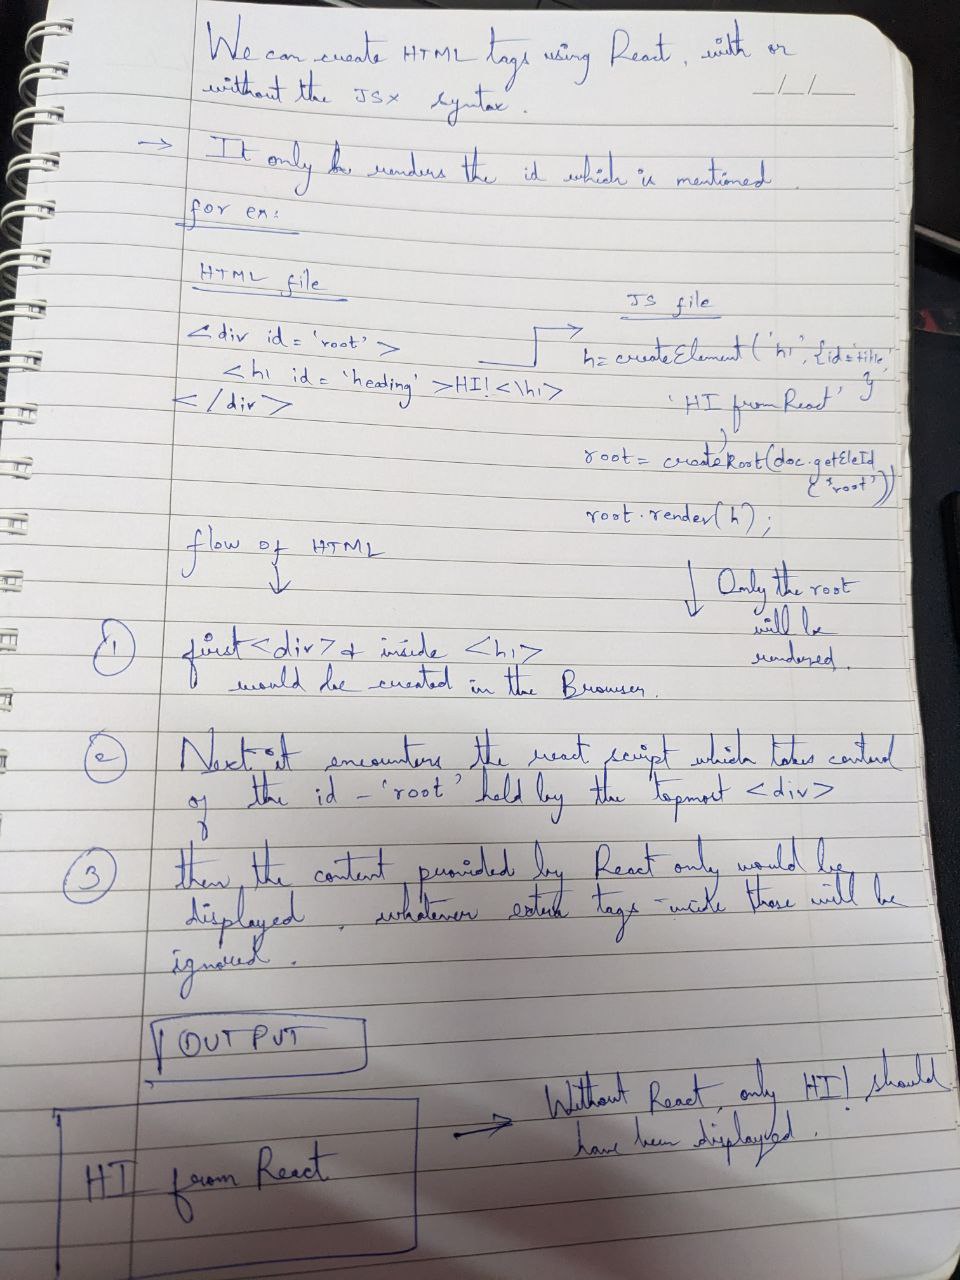 We can create HTML tags using React, with or
without the JSX syntax.
_/_/_
→ It only renders the id which is mentioned.
for ex:
HTML file
<div id = 'root'>
<h1 id = 'heading'>HI!<\h1>
</div>
JS file
h= createElement('h1', {id='title'
}
'HI from React'
)
root = createRoot(doc.getEleId
('root'))
root.render(h);
↓ Only the root
will be
rendered.
flow of HTML
↓
① first <div> & inside <h1>
would be created in the Browser.
② Next it encounters the react script which takes control
of the id - 'root' held by the topmost <div>
③ then the content provided by React only would be
displayed, whatever extra tags inside those will be
ignored.
OUTPUT
HI from React
→ Without React, only HI! should
have been displayed.